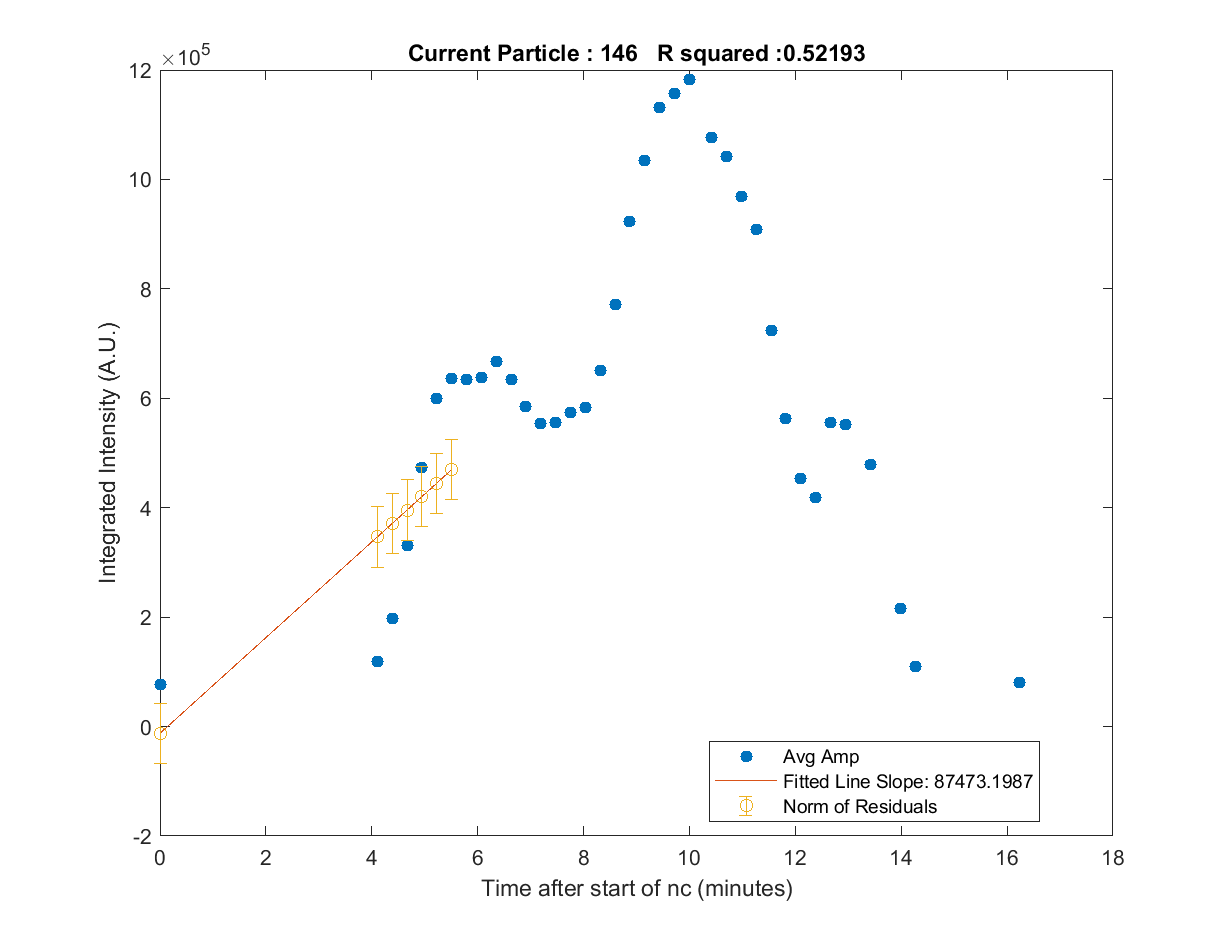 Current Particle : 146   R squared :0.52193
×10^5
12
10
8
6
4
2
0
-2
Integrated Intensity (A.U.)
0 2 4 6 8 10 12 14 16 18
Time after start of nc (minutes)
Avg Amp
Fitted Line Slope: 87473.1987
Norm of Residuals